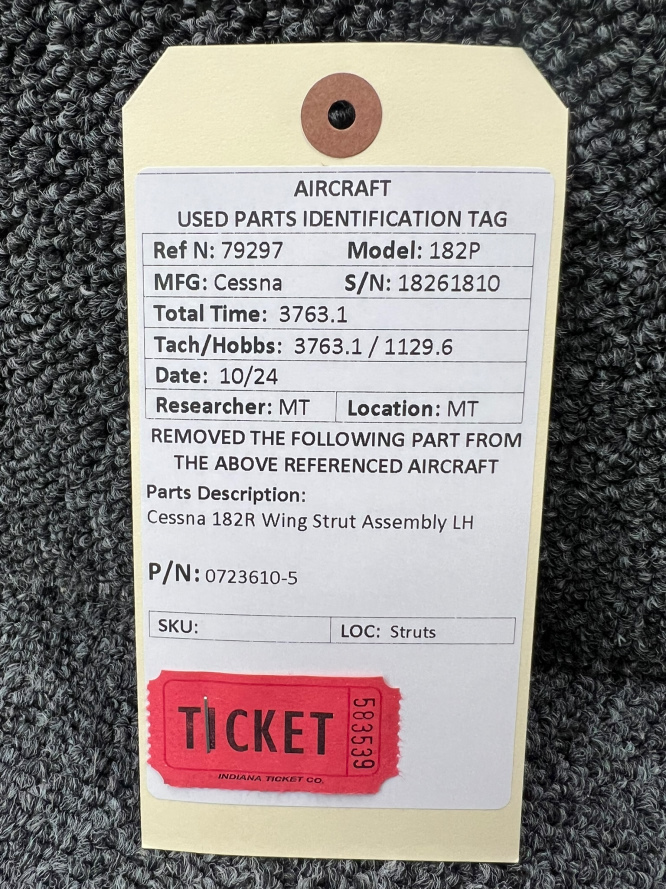 AIRCRAFT
USED PARTS IDENTIFICATION TAG
Ref N: 79297 Model: 182P
MFG: Cessna S/N: 18261810
Total Time: 3763.1
Tach/Hobbs: 3763.1 / 1129.6
Date: 10/24
Researcher: MT Location: MT
REMOVED THE FOLLOWING PART FROM
THE ABOVE REFERENCED AIRCRAFT
Parts Description:
Cessna 182R Wing Strut Assembly LH
P/N: 0723610-5
SKU: LOC: Struts
TICKET
583539
INDIANA TICKET CO.